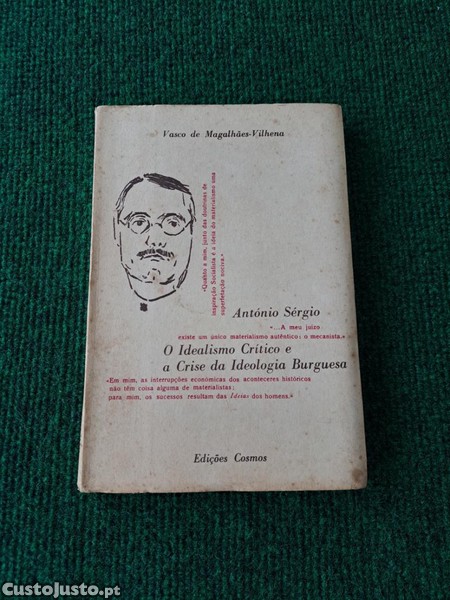 Vasco de Magalhães-Vilhena
«Quanto a mim, junto das doutrinas de
inspiração Socialista é a ideia do materialismo uma
superfetação nociva.»
António Sérgio
«...A meu juízo
existe um único materialismo autêntico: o mecanista.»
O Idealismo Crítico e
a Crise da Ideologia Burguesa
«Em mim, as interrupções económicas dos aconteceres históricos
não têm coisa alguma de materialistas;
para mim, os sucessos resultam das Ideias dos homens.»
Edições Cosmos
CustoJusto.pt